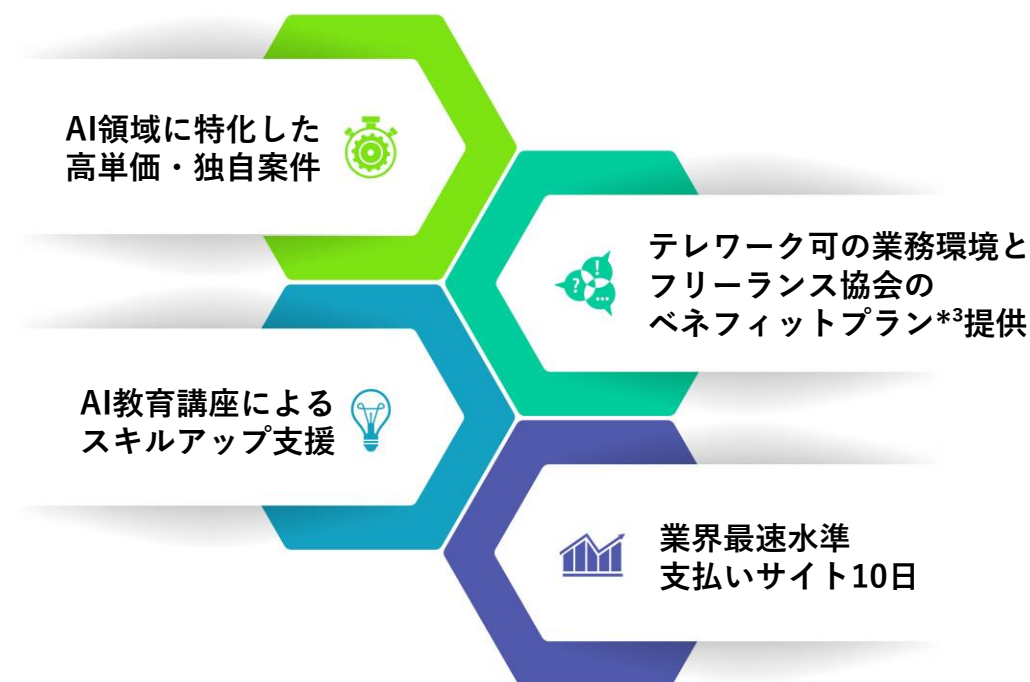 AI領域に特化した
高単価・独自案件
テレワーク可の業務環境と
フリーランス協会の
ベネフィットプラン*3提供
AI教育講座による
スキルアップ支援
業界最速水準
支払いサイト10日